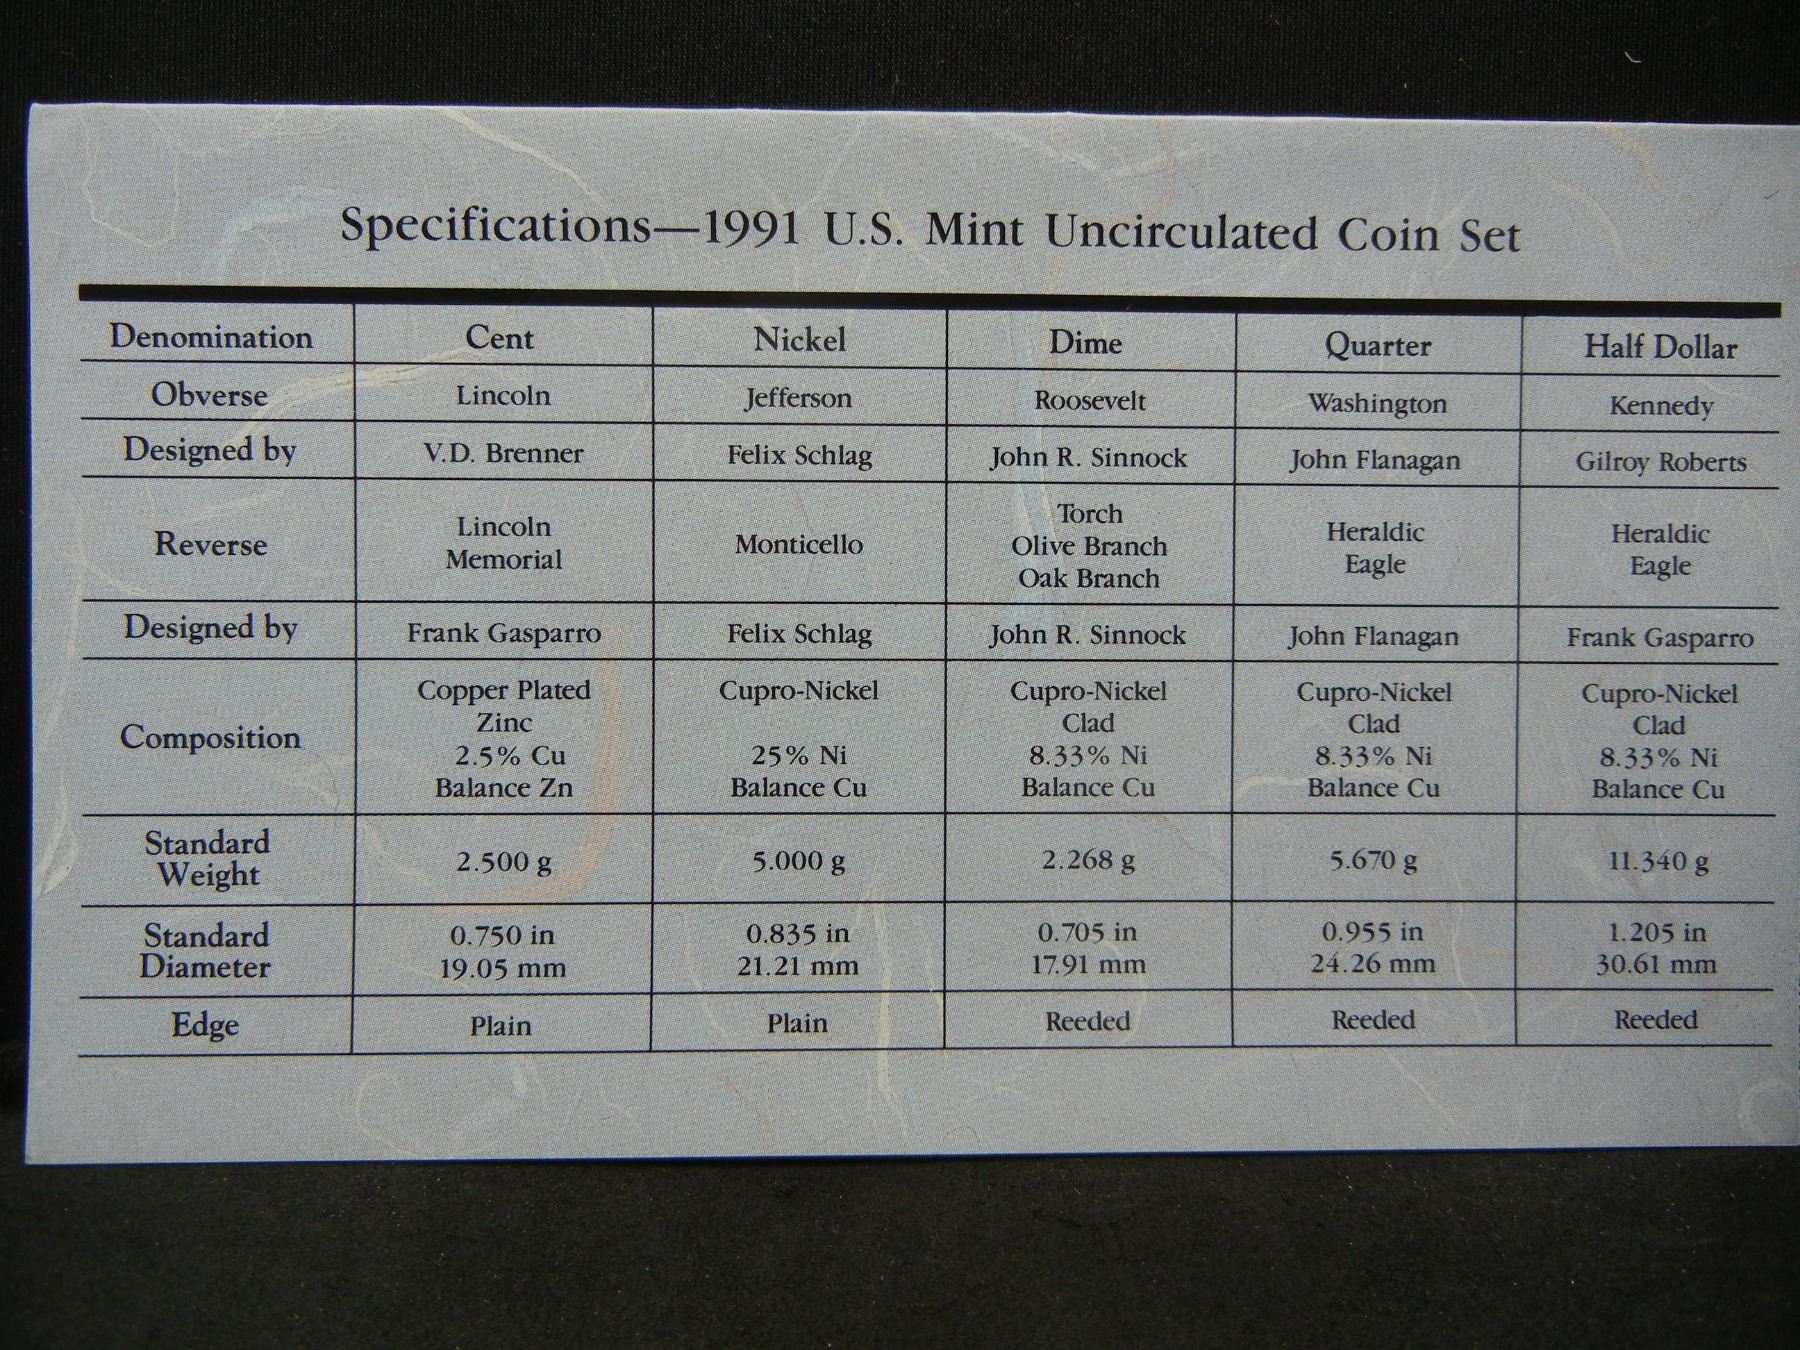 Specifications—1991 U.S. Mint Uncirculated Coin Set
Denomination Cent Nickel Dime Quarter Half Dollar
Obverse Lincoln Jefferson Roosevelt Washington Kennedy
Designed by V.D. Brenner Felix Schlag John R. Sinnock John Flanagan Gilroy Roberts
Reverse
Lincoln
Memorial
Monticello
Torch
Olive Branch
Oak Branch
Heraldic
Eagle
Heraldic
Eagle
Designed by Frank Gasparro Felix Schlag John R. Sinnock John Flanagan Frank Gasparro
Composition
Copper Plated
Zinc
2.5% Cu
Balance Zn
Cupro-Nickel
25% Ni
Balance Cu
Cupro-Nickel
Clad
8.33% Ni
Balance Cu
Cupro-Nickel
Clad
8.33% Ni
Balance Cu
Cupro-Nickel
Clad
8.33% Ni
Balance Cu
Standard
Weight
2.500 g 5.000 g 2.268 g 5.670 g 11.340 g
Standard
Diameter
0.750 in
19.05 mm
0.835 in
21.21 mm
0.705 in
17.91 mm
0.955 in
24.26 mm
1.205 in
30.61 mm
Edge Plain Plain Reeded Reeded Reeded